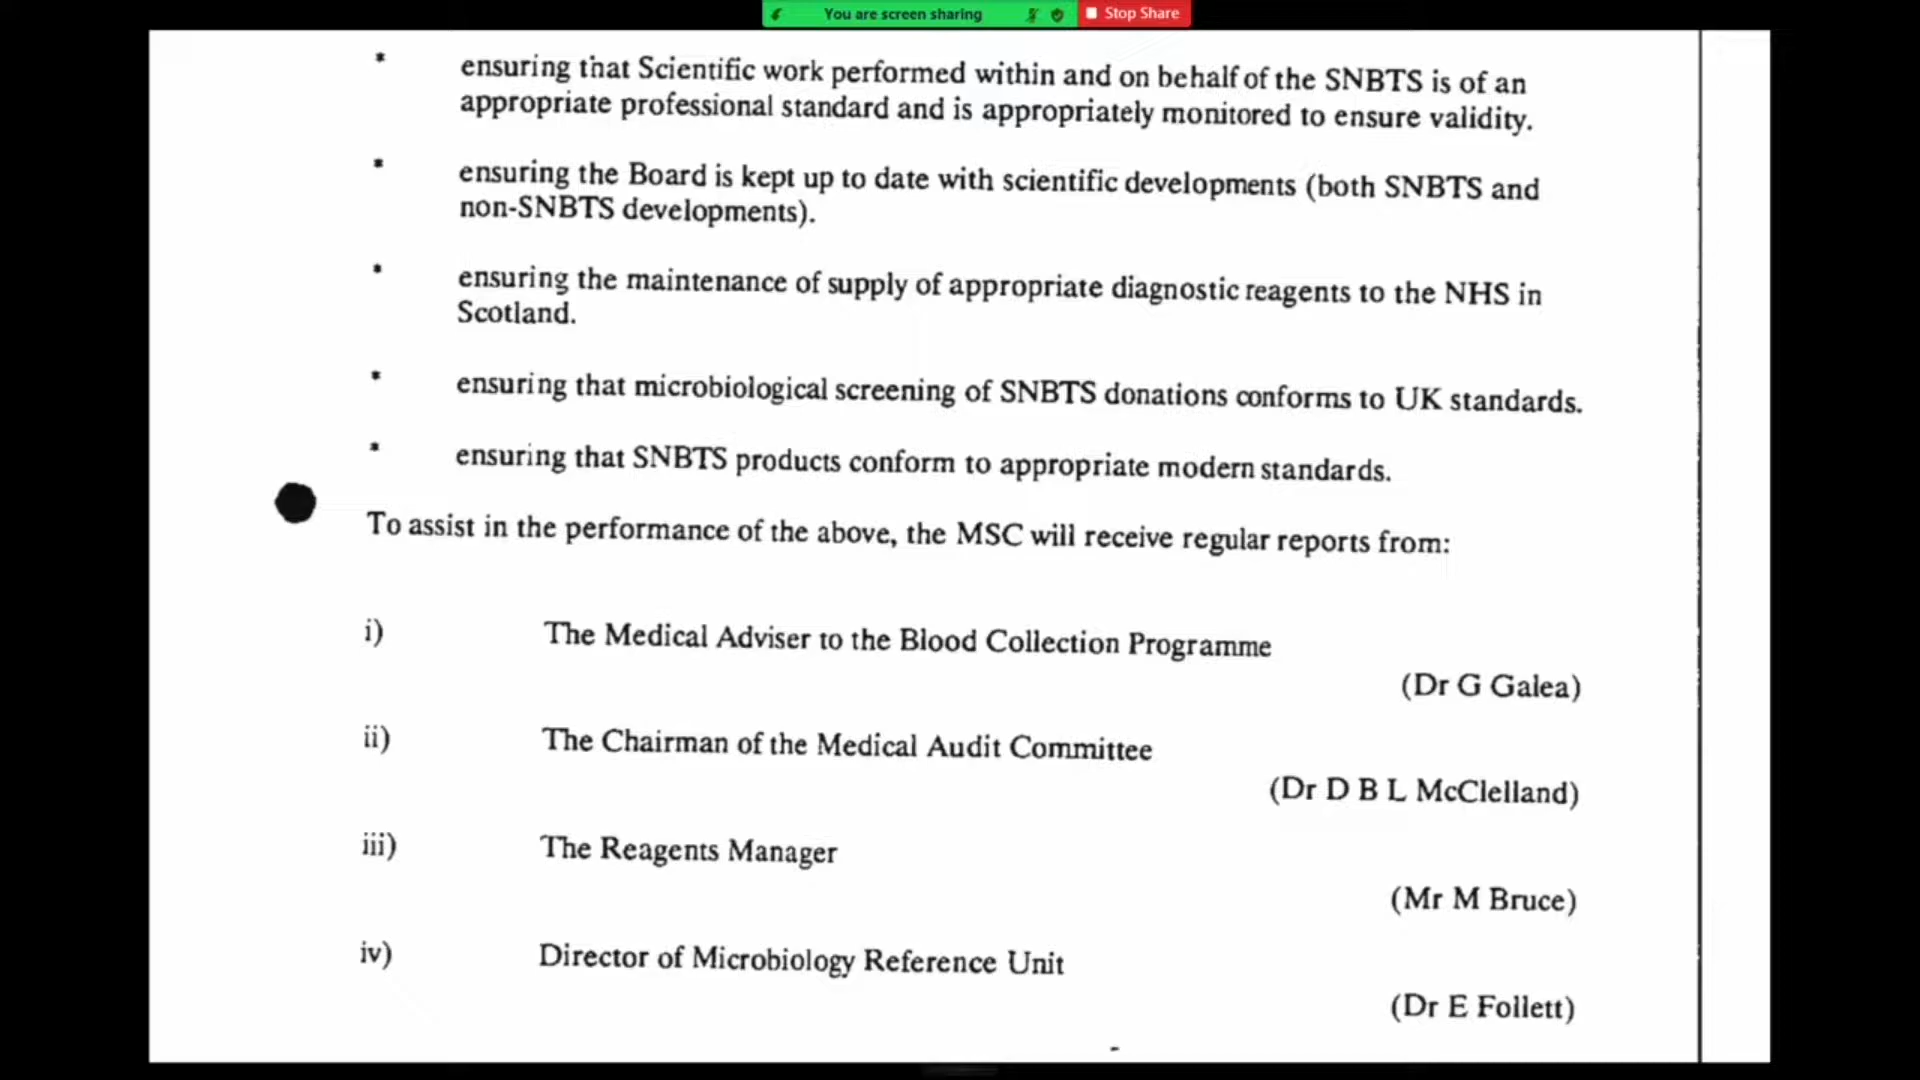 You are screen sharing
Stop Share
* ensuring that Scientific work performed within and on behalf of the SNBTS is of an
appropriate professional standard and is appropriately monitored to ensure validity.
* ensuring the Board is kept up to date with scientific developments (both SNBTS and
non-SNBTS developments).
* ensuring the maintenance of supply of appropriate diagnostic reagents to the NHS in
Scotland.
* ensuring that microbiological screening of SNBTS donations conforms to UK standards.
* ensuring that SNBTS products conform to appropriate modern standards.
To assist in the performance of the above, the MSC will receive regular reports from:
i) The Medical Adviser to the Blood Collection Programme
(Dr G Galea)
ii) The Chairman of the Medical Audit Committee
(Dr D B L McClelland)
iii) The Reagents Manager
(Mr M Bruce)
iv) Director of Microbiology Reference Unit
(Dr E Follett)